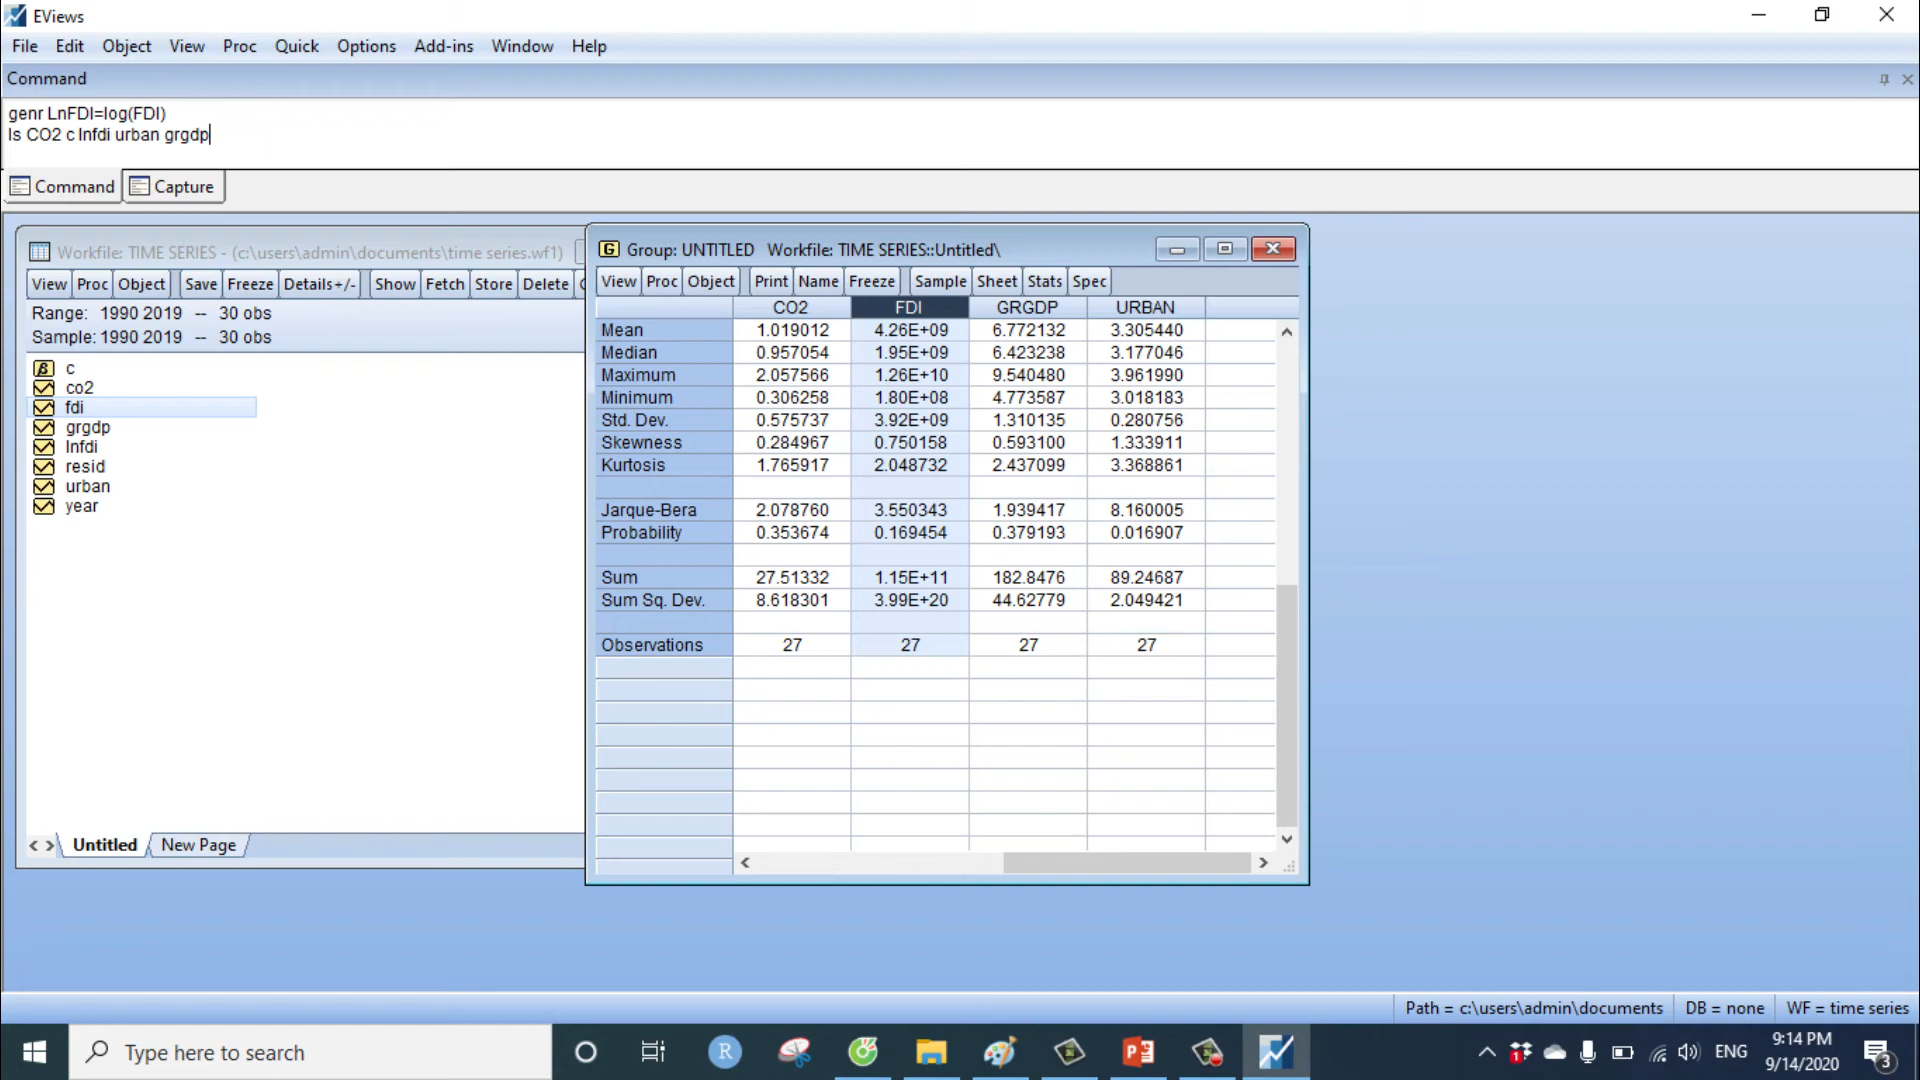 EViews
File Edit Object View Proc Quick Options Add-ins Window Help
Command
genr LnFDI=log(FDI)
ls CO2 c lnfdi urban grgdp
Command Capture
Workfile: TIME SERIES - (c:\users\admin\documents\time series.wf1)
View Proc Object Save Freeze Details+/- Show Fetch Store Delete
Range: 1990 2019 -- 30 obs
Sample: 1990 2019 -- 30 obs
c
co2
fdi
grgdp
lnfdi
resid
urban
year
Untitled New Page
Group: UNTITLED Workfile: TIME SERIES::Untitled\
View Proc Object Print Name Freeze Sample Sheet Stats Spec
CO2 FDI GRGDP URBAN
Mean 1.019012 4.26E+09 6.772132 3.305440
Median 0.957054 1.95E+09 6.423238 3.177046
Maximum 2.057566 1.26E+10 9.540480 3.961990
Minimum 0.306258 1.80E+08 4.773587 3.018183
Std. Dev. 0.575737 3.92E+09 1.310135 0.280756
Skewness 0.284967 0.750158 0.593100 1.333911
Kurtosis 1.765917 2.048732 2.437099 3.368861
Jarque-Bera 2.078760 3.550343 1.939417 8.160005
Probability 0.353674 0.169454 0.379193 0.016907
Sum 27.51332 1.15E+11 182.8476 89.24687
Sum Sq. Dev. 8.618301 3.99E+20 44.62779 2.049421
Observations 27 27 27 27
Path = c:\users\admin\documents DB = none WF = time series
Type here to search
ENG
9:14 PM
9/14/2020
3